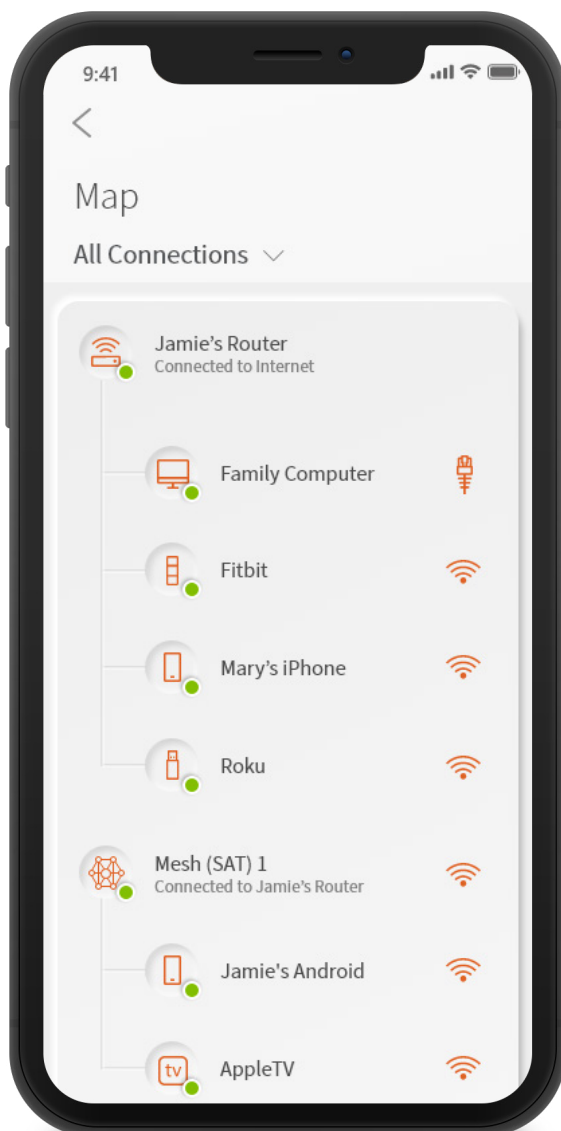 9:41
Map
All Connections
Jamie’s Router
Connected to Internet
Family Computer
Fitbit
Mary’s iPhone
Roku
Mesh (SAT) 1
Connected to Jamie’s Router
Jamie's Android
tv
AppleTV